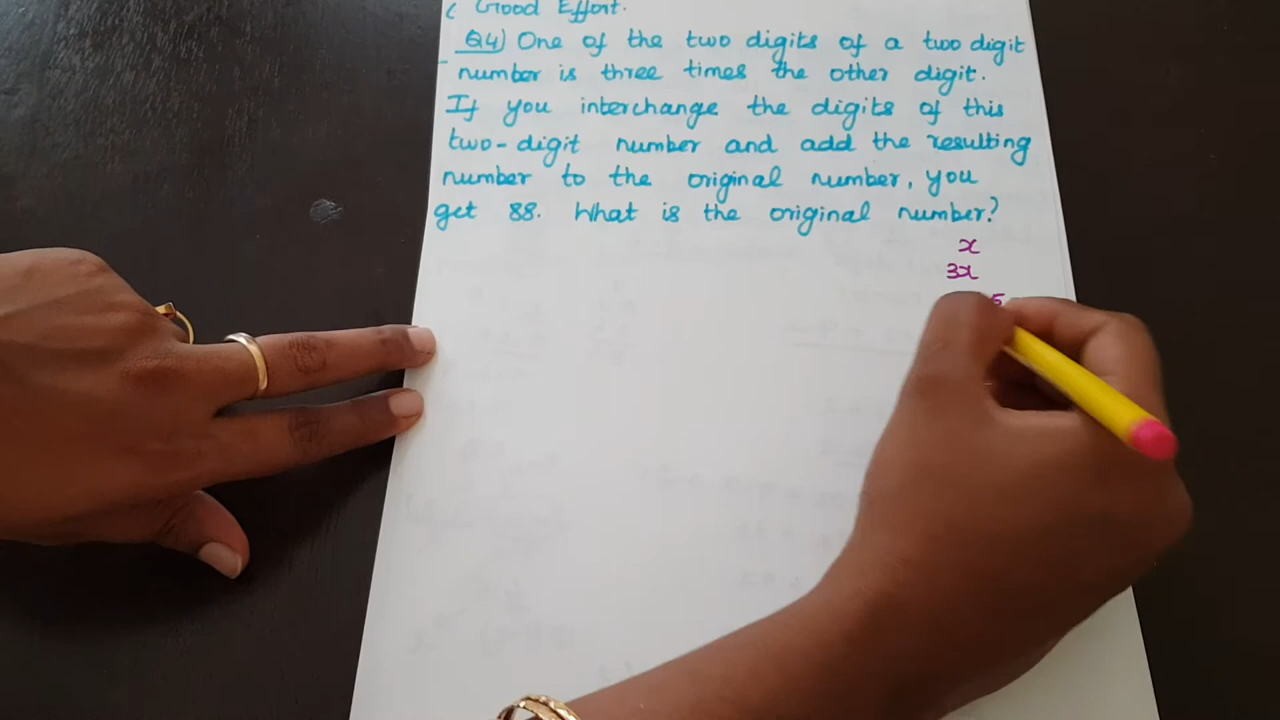 Good Effort.
Q4) One of the two digits of a two digit
number is three times the other digit.
If you interchange the digits of this
two-digit number and add the resulting
number to the original number, you
get 88. What is the original number?
x
3x
5